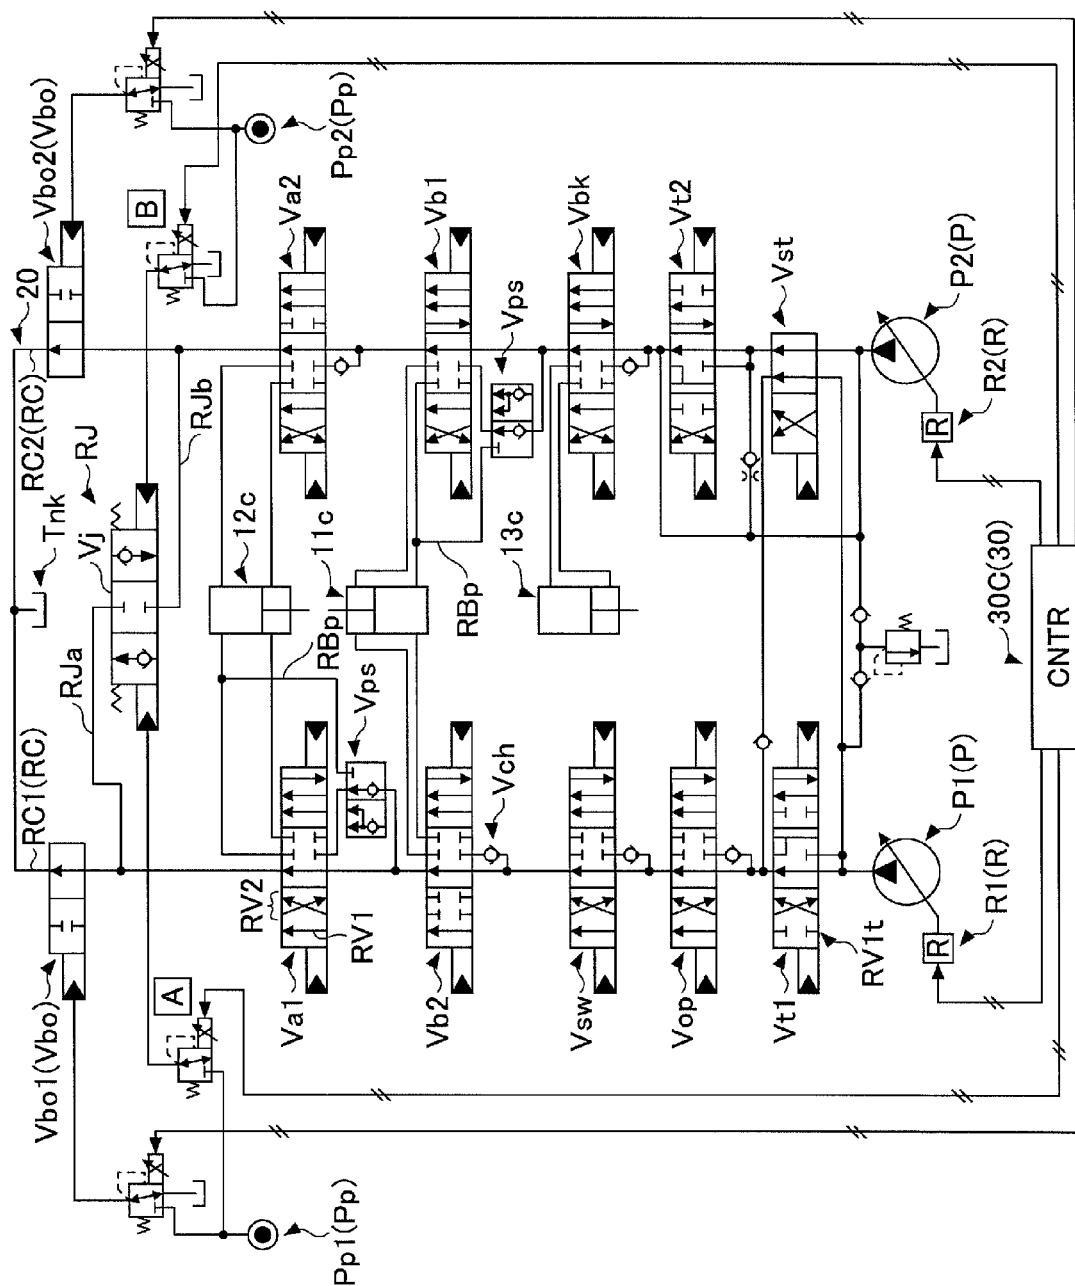 20
Vbo2(Vbo)
RC2(RC)
RJ
Tnk
Vj
RJa
RJb
RC1(RC)
Vbo1(Vbo)
A
B
Pp1(Pp)
Pp2(Pp)
12c
11c
13c
RBp
RBp
Va2
Vb1
Vps
Vbk
Vt2
Vst
Vps
Vch
RV2
RV1
Va1
Vb2
Vsw
Vop
Vt1
RV1t
P2(P)
R2(R)
R
P1(P)
R1(R)
R
30C(30)
CNTR